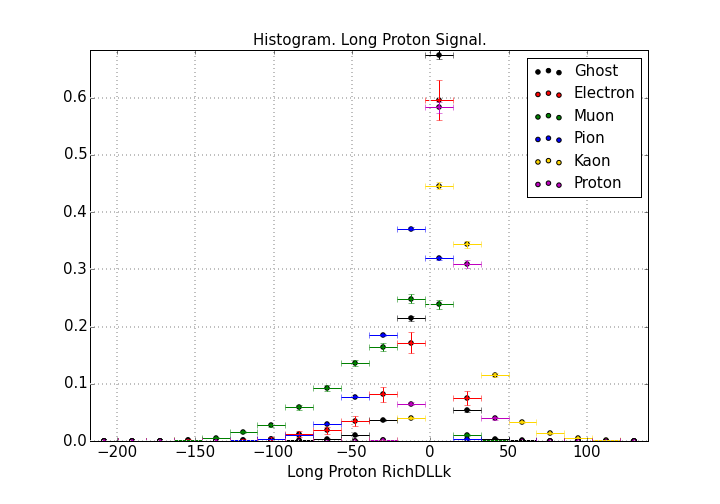 Histogram. Long Proton Signal.
Ghost
Electron
Muon
Pion
Kaon
Proton
0.6
0.5
0.4
0.3
0.2
0.1
0.0
−200 −150 −100 −50 0 50 100
Long Proton RichDLLk